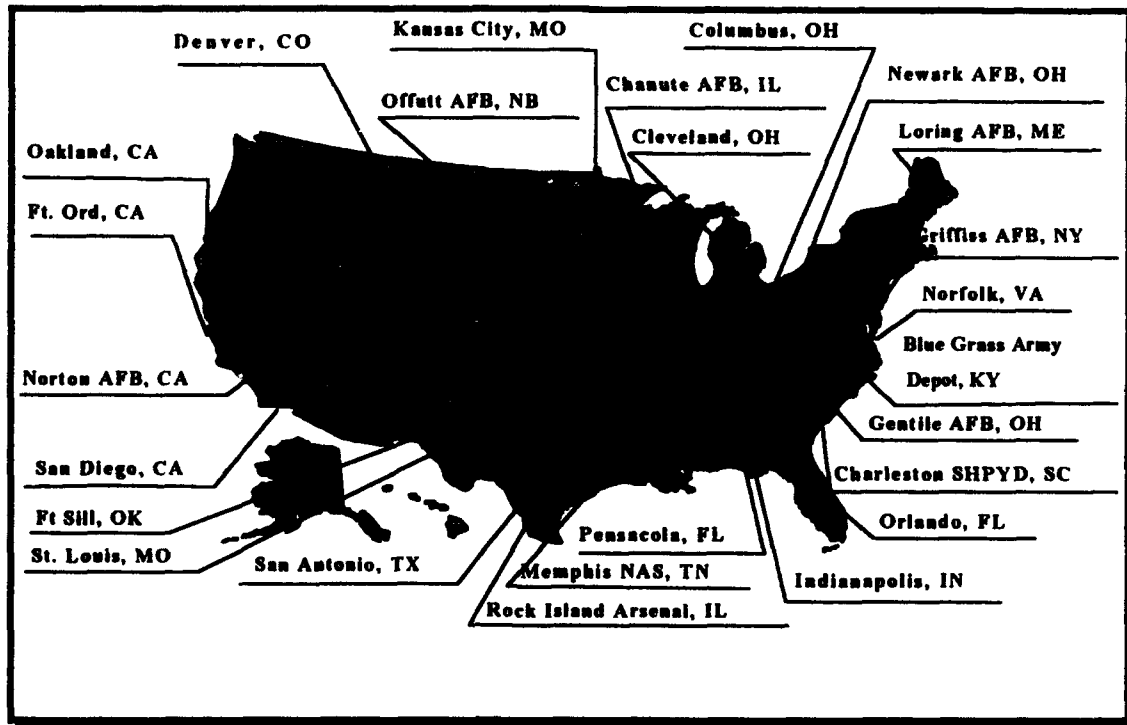 Kansas City, MO
Columbus, OH
Denver, CO
Newark AFB, OH
Chanute AFB, IL
Offutt AFB, NB
Cleveland, OH
Loring AFB, ME
Oakland, CA
Ft. Ord, CA
Griffiss AFB, NY
Norfolk, VA
Blue Grass Army
Depot, KY
Norton AFB, CA
Gentile AFB, OH
San Diego, CA
Charleston SHPYD, SC
Ft Sill, OK
Orlando, FL
Pensacola, FL
St. Louis, MO
San Antonio, TX
Memphis NAS, TN
Indianapolis, IN
Rock Island Arsenal, IL